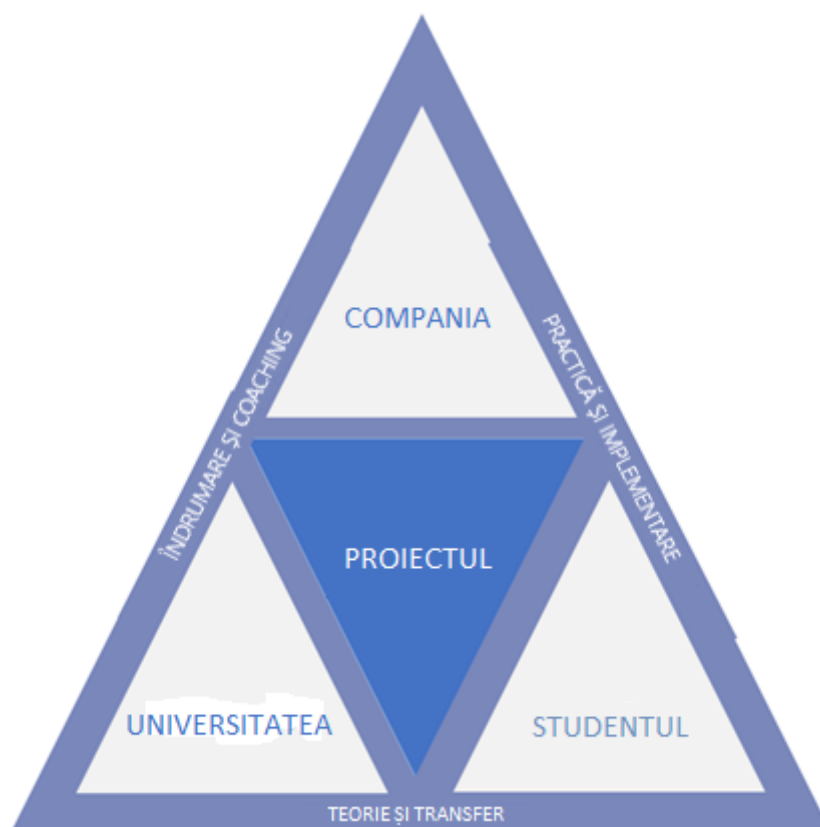 COMPANIA
ÎNDRUMARE ȘI COACHING
PRACTICĂ ȘI IMPLEMENTARE
PROIECTUL
UNIVERSITATEA
STUDENTUL
TEORIE ȘI TRANSFER